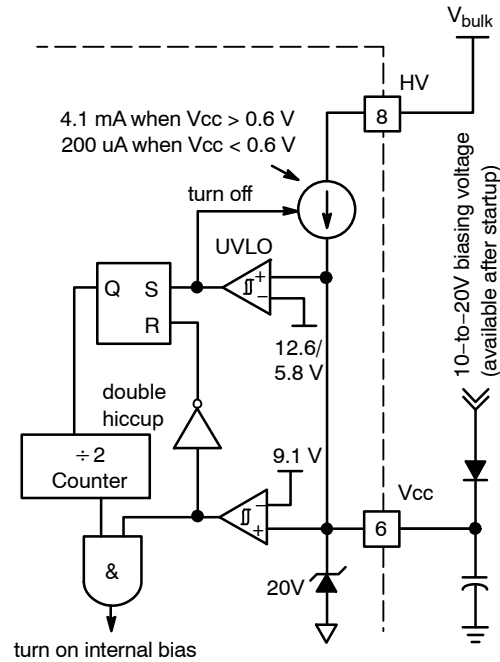 Vbulk
HV
8
4.1 mA when Vcc > 0.6 V
200 uA when Vcc < 0.6 V
turn off
UVLO
+
−
Q
S
R
12.6/
5.8 V
10−to−20V biasing voltage
(available after startup)
double
hiccup
÷ 2
Counter
9.1 V
−
+
Vcc
6
&
20V
turn on internal bias